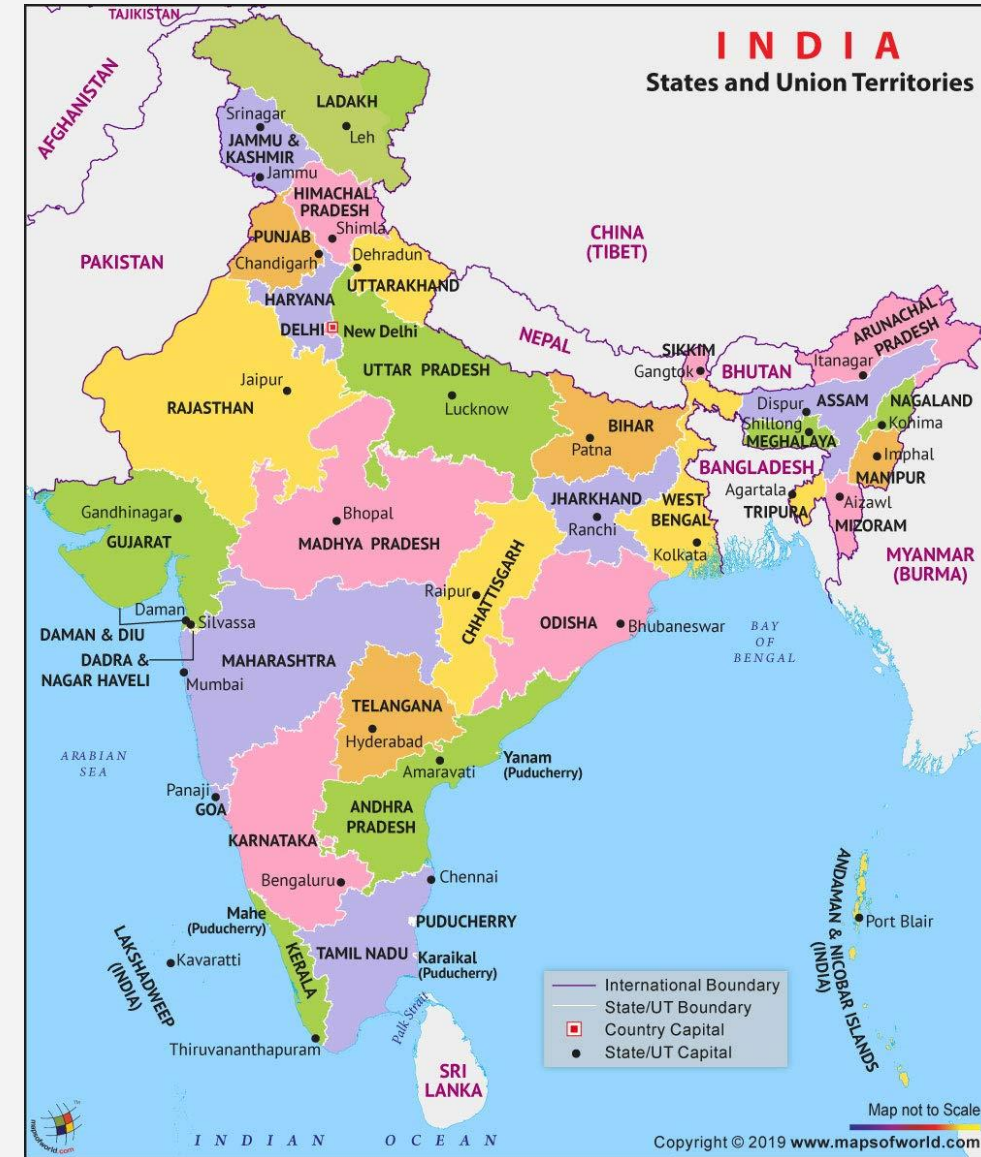 TAJIKISTAN
I N D I A
States and Union Territories
AFGHANISTAN
LADAKH
Srinagar
Leh
JAMMU &
KASHMIR
Jammu
HIMACHAL
PRADESH
Shimla
PUNJAB
Chandigarh
CHINA
(TIBET)
PAKISTAN
Dehradun
UTTARAKHAND
HARYANA
DELHI
New Delhi
NEPAL
ARUNACHAL
PRADESH
SIKKIM
Gangtok
BHUTAN
Itanagar
UTTAR PRADESH
Lucknow
Jaipur
RAJASTHAN
BIHAR
Patna
Dispur
ASSAM
NAGALAND
Shillong
Kohima
MEGHALAYA
Imphal
MANIPUR
BANGLADESH
Agartala
TRIPURA
Aizawl
MIZORAM
JHARKHAND
Ranchi
WEST
BENGAL
Kolkata
MYANMAR
(BURMA)
Gandhinagar
GUJARAT
Bhopal
MADHYA PRADESH
CHHATTISGARH
Raipur
ODISHA
Bhubaneswar
BAY
OF
BENGAL
Daman
Silvassa
DAMAN & DIU
DADRA &
NAGAR HAVELI
MAHARASHTRA
Mumbai
TELANGANA
Hyderabad
ARABIAN
SEA
Amaravati
Yanam
(Puducherry)
Panaji
GOA
ANDHRA
PRADESH
KARNATAKA
Bengaluru
Chennai
Mahe
(Puducherry)
PUDUCHERRY
KERALA
TAMIL NADU
Karaikal
(Puducherry)
LAKSHADWEEP
(INDIA)
Kavaratti
ANDAMAN & NICOBAR ISLANDS
(INDIA)
Port Blair
Thiruvananthapuram
Palk Strait
SRI
LANKA
International Boundary
State/UT Boundary
Country Capital
State/UT Capital
Map not to Scale
INDIAN OCEAN
mapsofworld.com
Copyright © 2019 www.mapsofworld.com